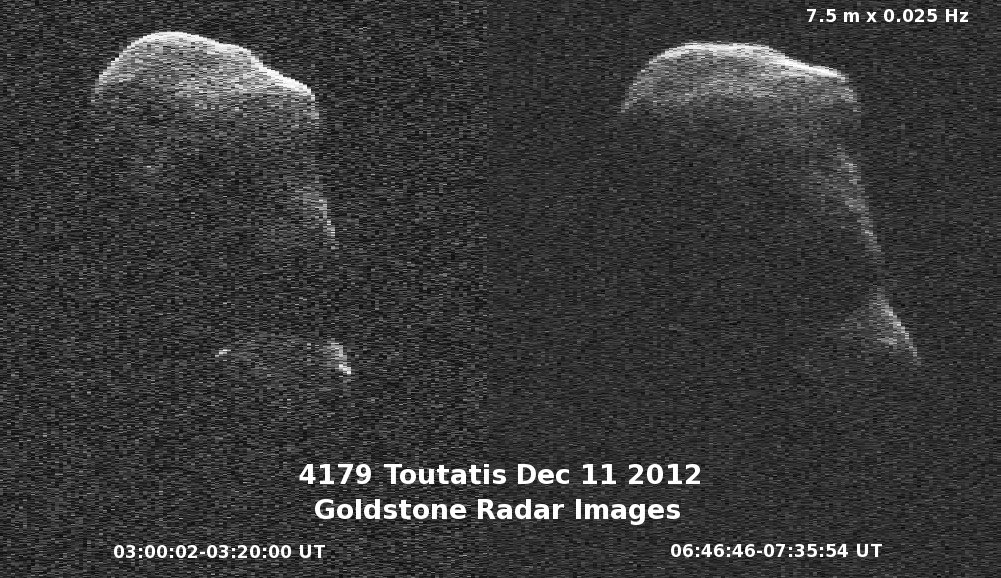 7.5 m x 0.025 Hz
4179 Toutatis Dec 11 2012
Goldstone Radar Images
03:00:02-03:20:00 UT
06:46:46-07:35:54 UT